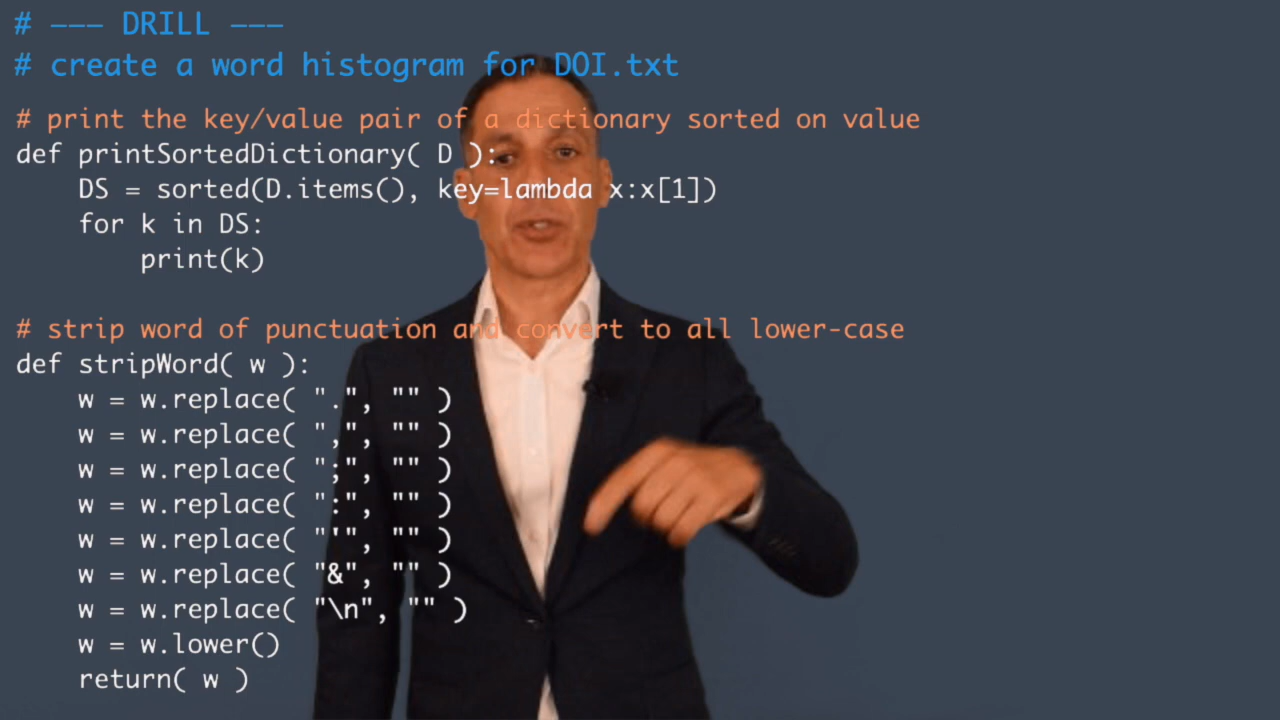 # ––– DRILL –––
# create a word histogram for DOI.txt
# print the key/value pair of a dictionary sorted on value
def printSortedDictionary( D ):
    DS = sorted(D.items(), key=lambda x:x[1])
    for k in DS:
        print(k)
# strip word of punctuation and convert to all lower-case
def stripWord( w ):
    w = w.replace( ".", "" )
    w = w.replace( ",", "" )
    w = w.replace( ";", "" )
    w = w.replace( ":", "" )
    w = w.replace( "'", "" )
    w = w.replace( "&", "" )
    w = w.replace( "\n", "" )
    w = w.lower()
    return( w )